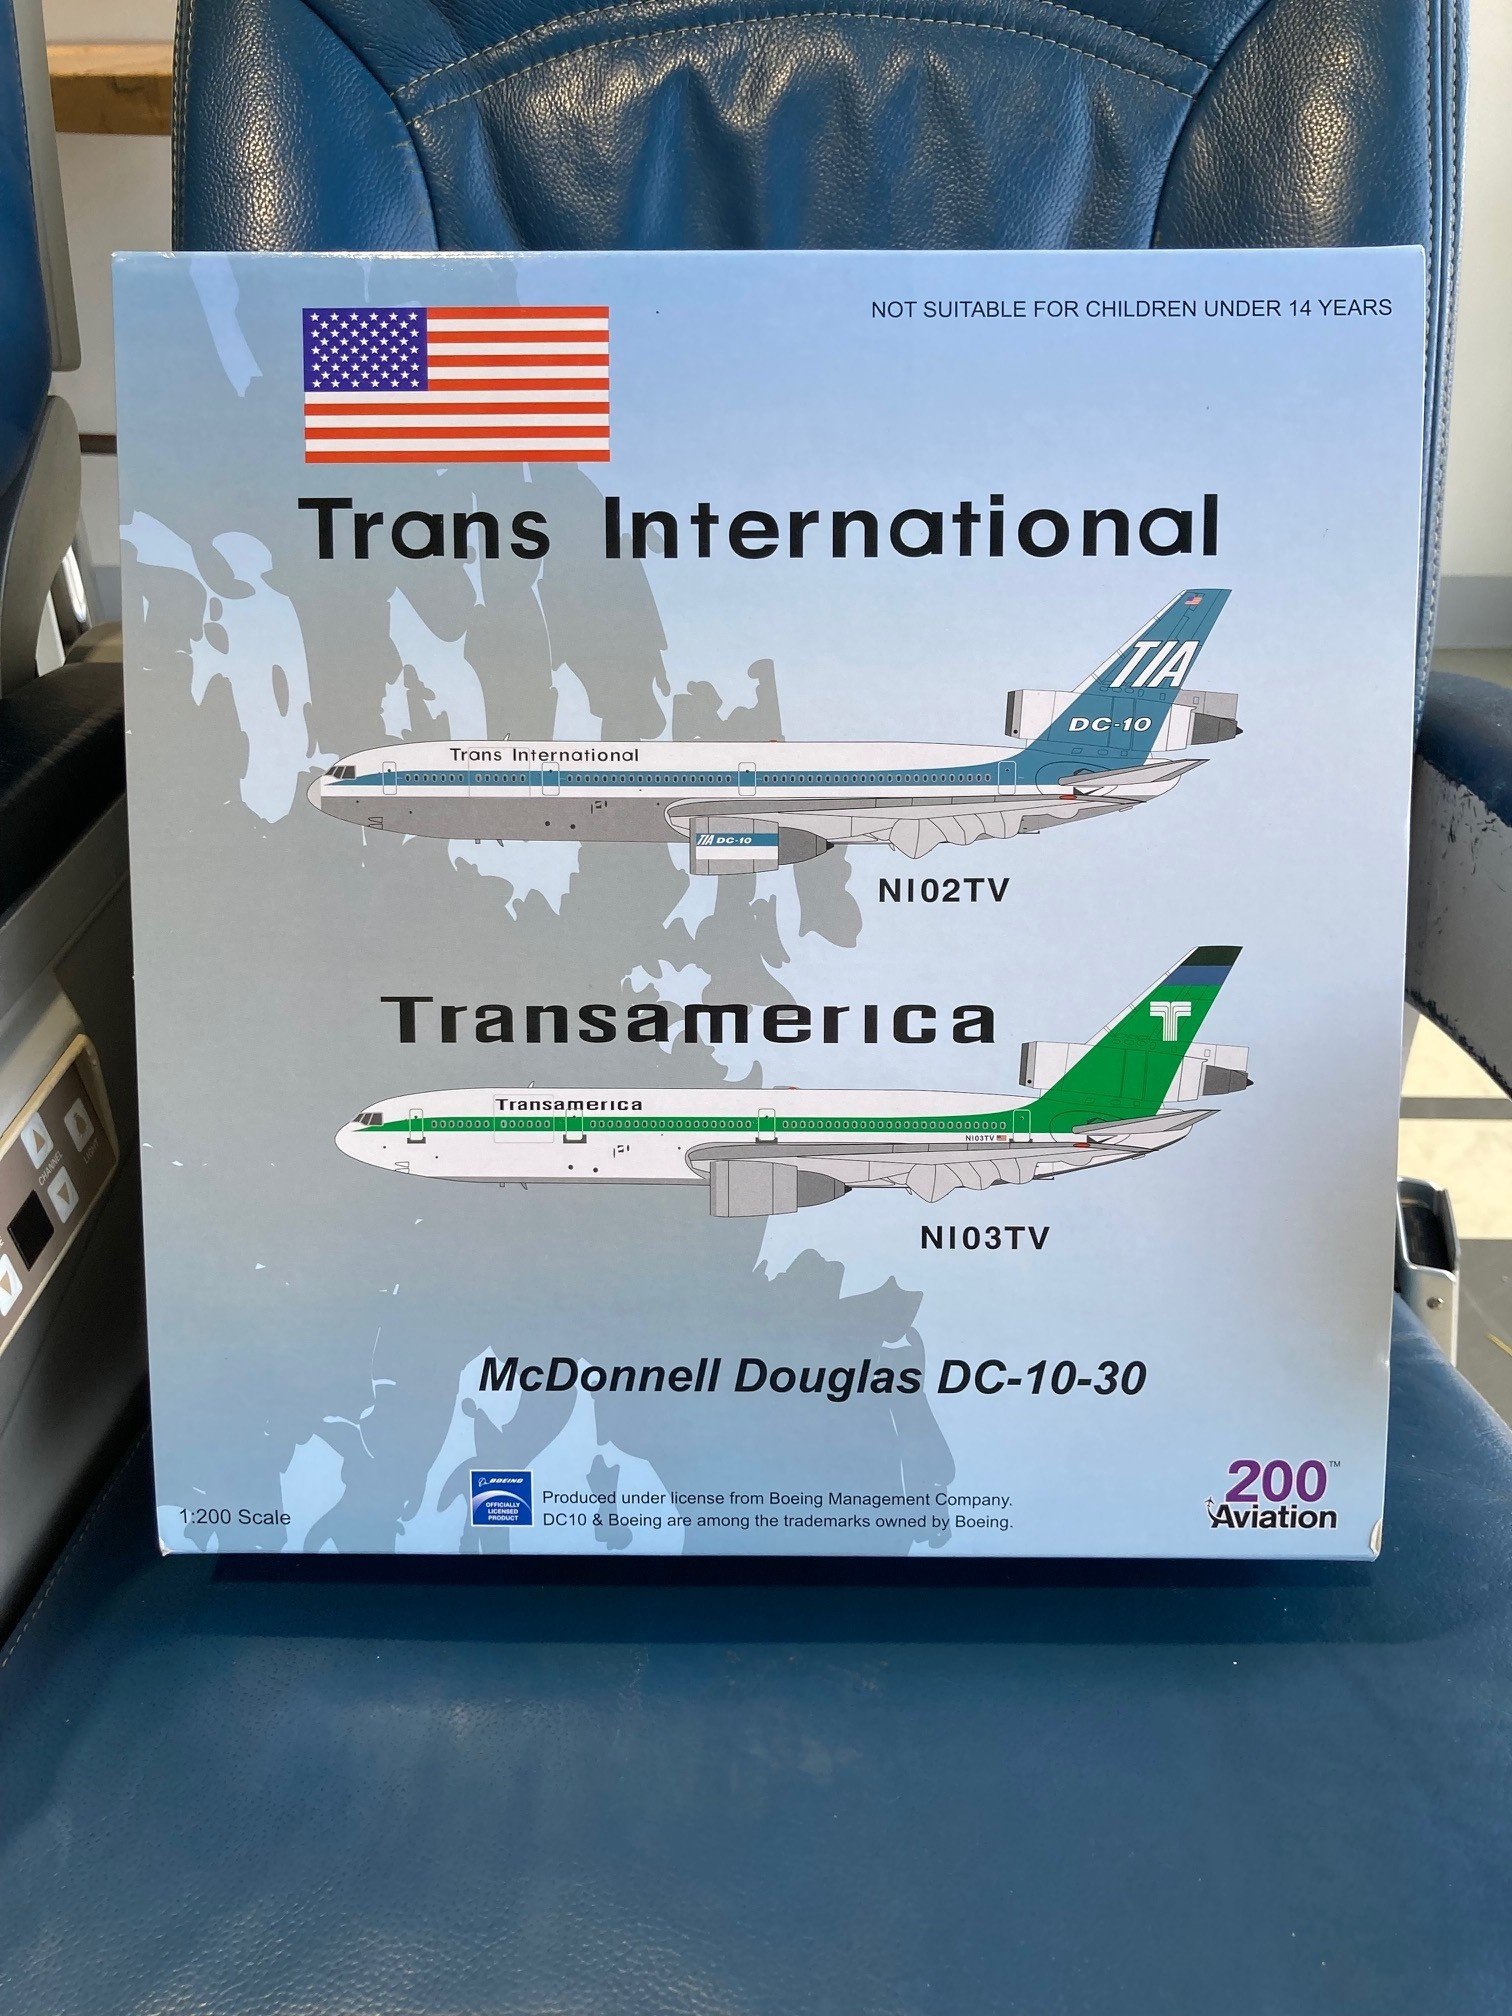 NOT SUITABLE FOR CHILDREN UNDER 14 YEARS
Trans International
TIA
DC-10
Trans International
TIA DC-10
N102TV
Transamerica
T
Transamerica
N103TV
N103TV
McDonnell Douglas DC-10-30
1:200 Scale
BOEING
OFFICIALLY
LICENSED
PRODUCT
Produced under license from Boeing Management Company.
DC10 & Boeing are among the trademarks owned by Boeing.
200™
Aviation
CHANNEL
LIGHT